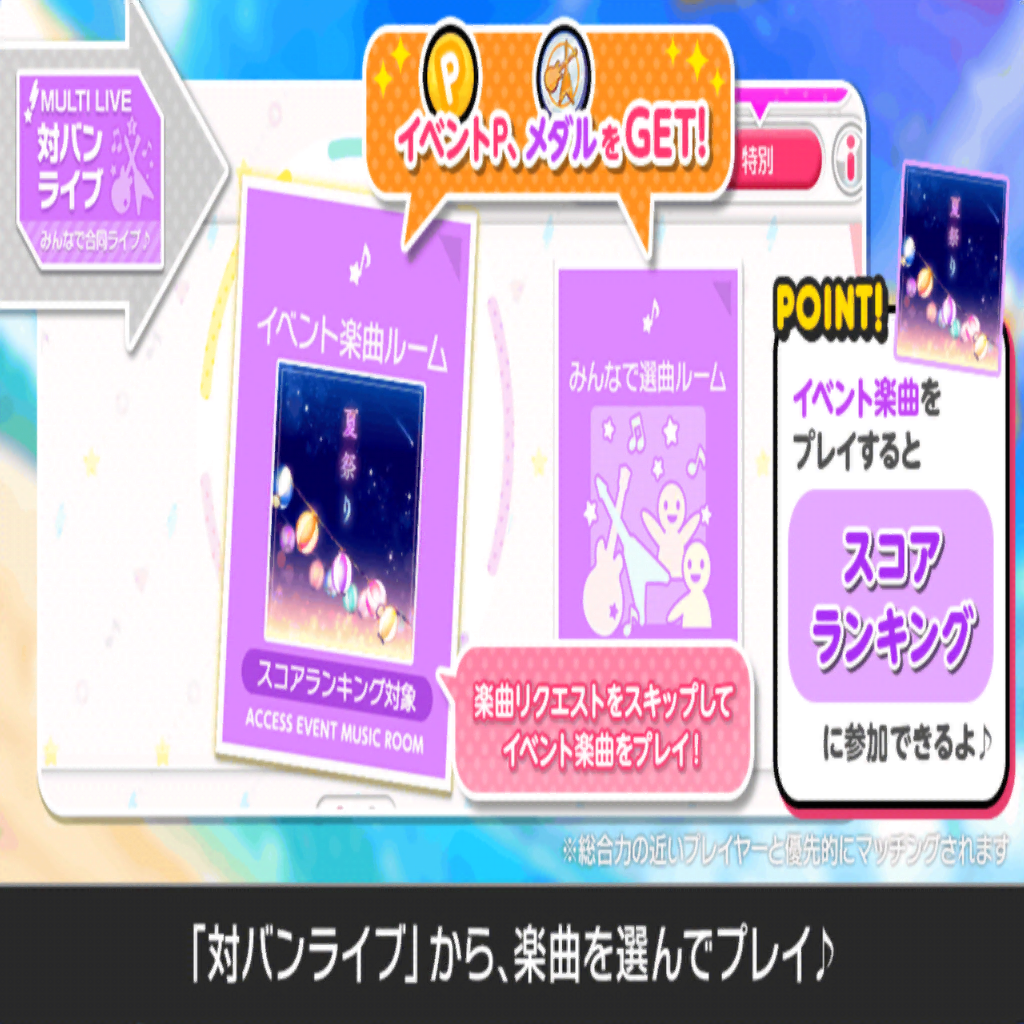 MULTI LIVE
対バン
ライブ
みんなで合同ライブ♪
P
イベントP、メダルをGET!
特別
i
イベント楽曲ルーム
夏祭り
スコアランキング対象
ACCESS EVENT MUSIC ROOM
みんなで選曲ルーム
楽曲リクエストをスキップして
イベント楽曲をプレイ!
夏祭り
POINT!
イベント楽曲を
プレイすると
スコア
ランキング
に参加できるよ♪
※総合力の近いプレイヤーと優先的にマッチングされます
「対バンライブ」から、楽曲を選んでプレイ♪